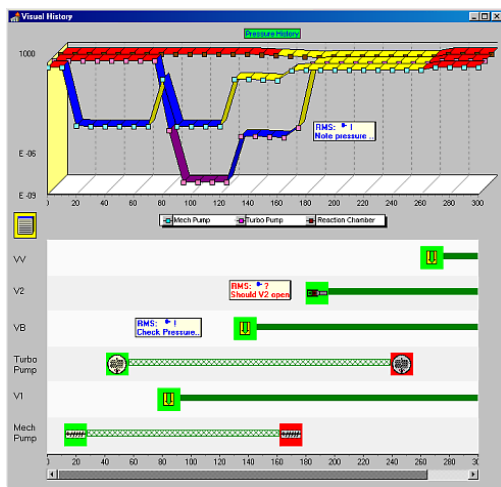 Visual History
Pressure History
1000
E -06
E -09
RMS: !
Note pressure ..
0 20 40 60 80 100 120 140 160 180 200 220 240 260 280 300
Mech Pump Turbo Pump Reaction Chamber
VV
V2
RMS: ?
Should V2 open
VB
RMS: !
Check Pressure..
Turbo
Pump
V1
Mech
Pump
20 40 60 80 100 120 140 160 180 200 220 240 260 280 300